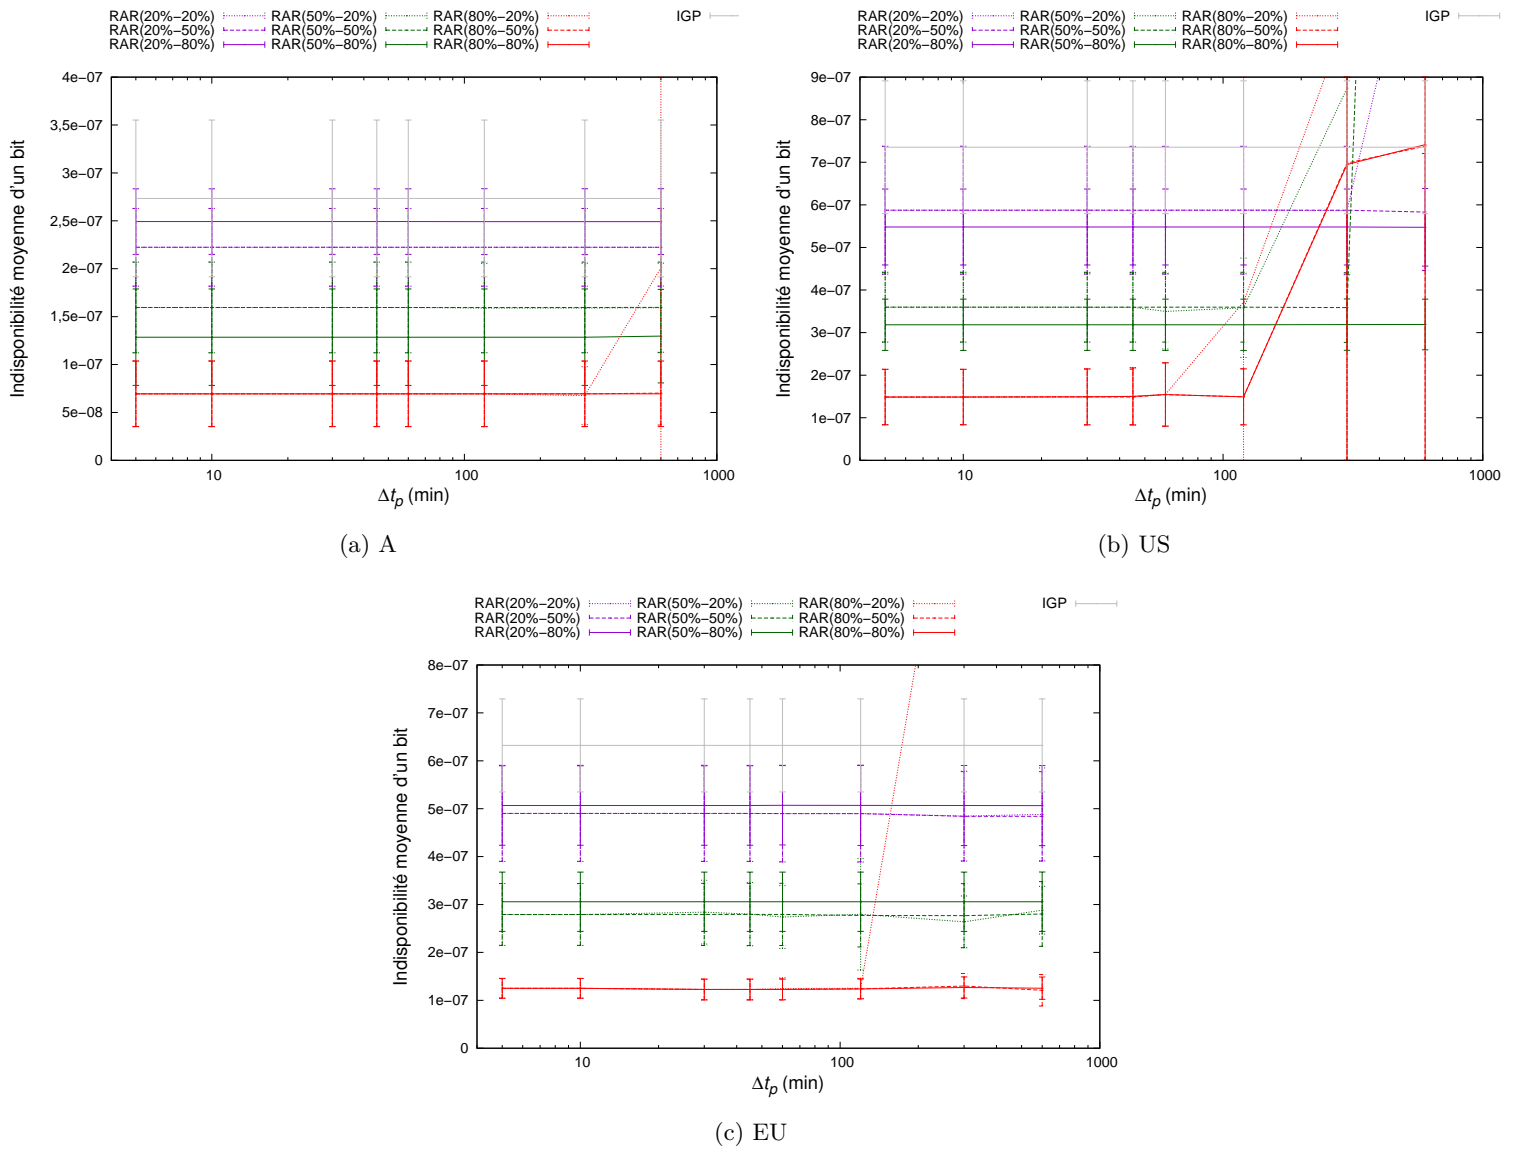 RAR(20%−20%) RAR(50%−20%) RAR(80%−20%) IGP
RAR(20%−50%) RAR(50%−50%) RAR(80%−50%)
RAR(20%−80%) RAR(50%−80%) RAR(80%−80%)
4e−07
3,5e−07
3e−07
2,5e−07
2e−07
1,5e−07
1e−07
5e−08
0
10 100 1000
Indisponibilité moyenne d'un bit
Δtp (min)
(a) A
RAR(20%−20%) RAR(50%−20%) RAR(80%−20%) IGP
RAR(20%−50%) RAR(50%−50%) RAR(80%−50%)
RAR(20%−80%) RAR(50%−80%) RAR(80%−80%)
9e−07
8e−07
7e−07
6e−07
5e−07
4e−07
3e−07
2e−07
1e−07
0
10 100 1000
Indisponibilité moyenne d'un bit
Δtp (min)
(b) US
RAR(20%−20%) RAR(50%−20%) RAR(80%−20%) IGP
RAR(20%−50%) RAR(50%−50%) RAR(80%−50%)
RAR(20%−80%) RAR(50%−80%) RAR(80%−80%)
8e−07
7e−07
6e−07
5e−07
4e−07
3e−07
2e−07
1e−07
0
10 100 1000
Indisponibilité moyenne d'un bit
Δtp (min)
(c) EU